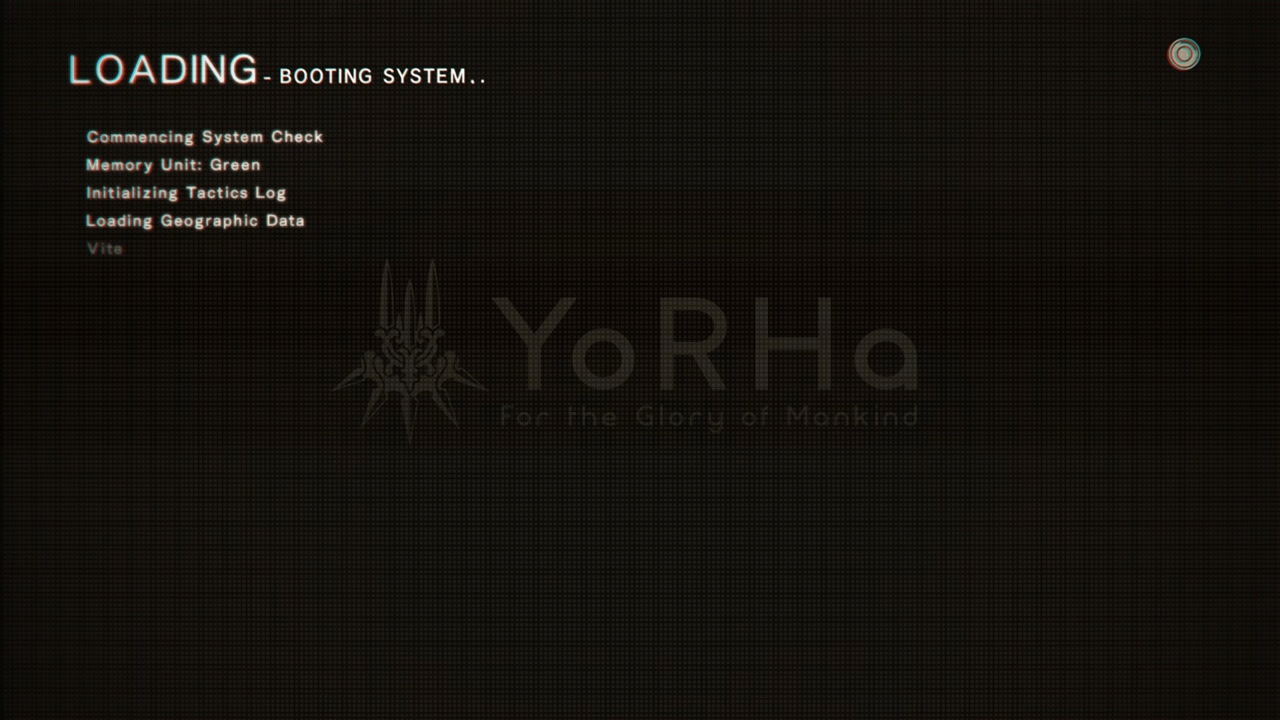 LOADING - BOOTING SYSTEM..
Commencing System Check
Memory Unit: Green
Initializing Tactics Log
Loading Geographic Data
Vite
YoRHa
For the Glory of Mankind